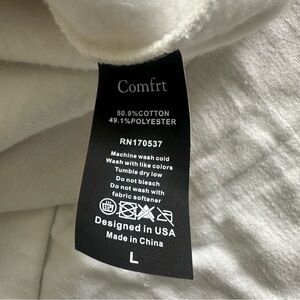 Comfrt
50.9%COTTON
49.1%POLYESTER
RN170537
Machine wash cold
Wash with like colors
Tumble dry low
Do not bleach
Do not wash with
fabric softener
Designed in USA
Made in China
L